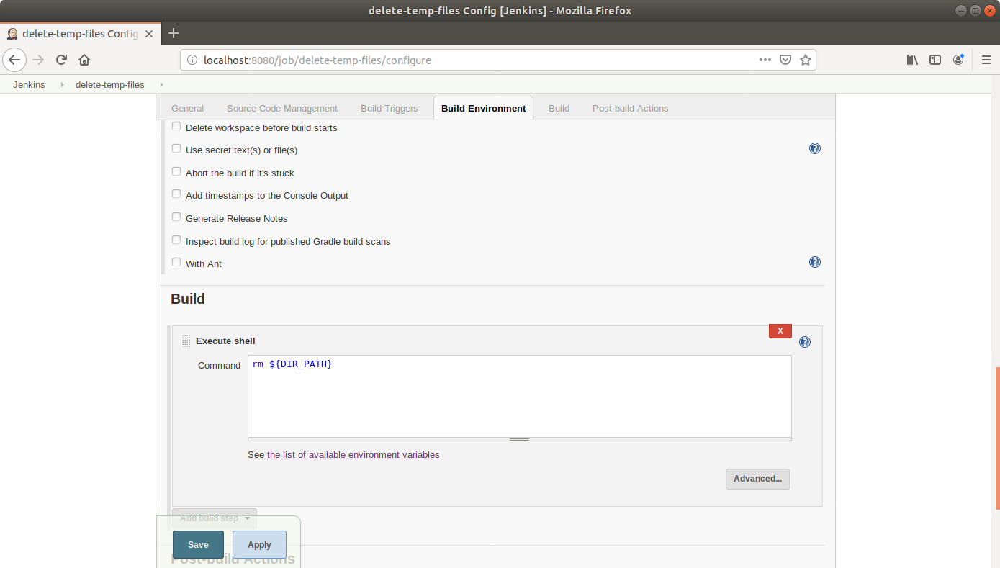 delete-temp-files Config [Jenkins] - Mozilla Firefox
delete-temp-files Config
localhost:8080/job/delete-temp-files/configure
Jenkins delete-temp-files
General Source Code Management Build Triggers Build Environment Build Post-build Actions
Delete workspace before build starts
Use secret text(s) or file(s)
Abort the build if it's stuck
Add timestamps to the Console Output
Generate Release Notes
Inspect build log for published Gradle build scans
With Ant
Build
X
Execute shell
Command
rm ${DIR_PATH}
See the list of available environment variables
Advanced...
Add build step
Save Apply
Post-build Actions